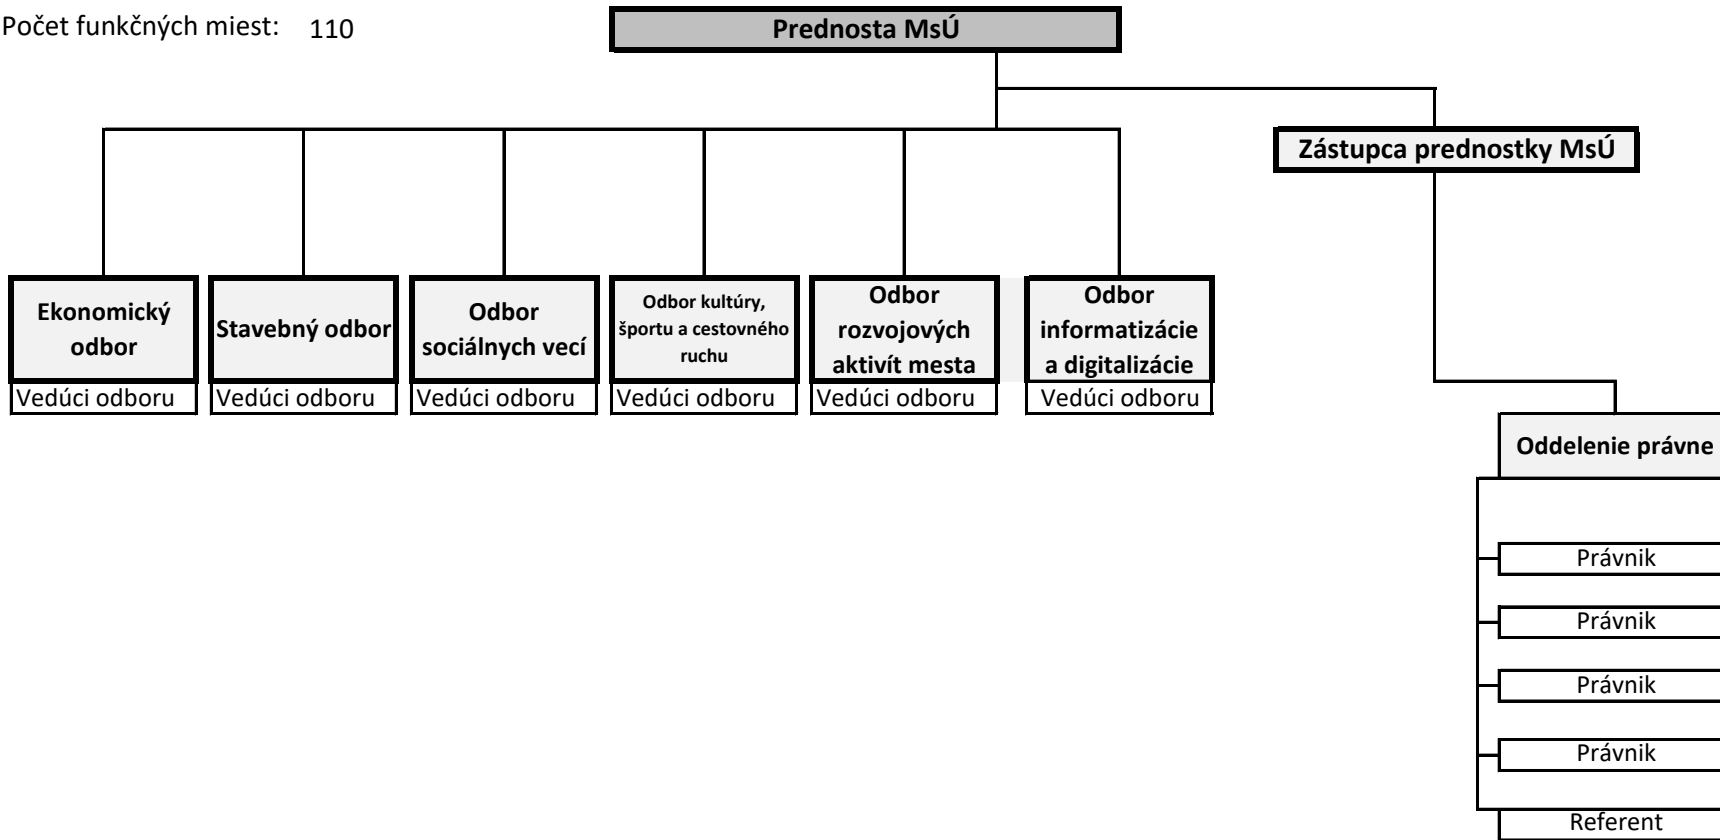 Počet funkčných miest: 110
Prednosta MsÚ
Zástupca prednostky MsÚ
Ekonomický
odbor
Vedúci odboru
Stavebný odbor
Vedúci odboru
Odbor
sociálnych vecí
Vedúci odboru
Odbor kultúry,
športu a cestovného
ruchu
Vedúci odboru
Odbor
rozvojových
aktivít mesta
Vedúci odboru
Odbor
informatizácie
a digitalizácie
Vedúci odboru
Oddelenie právne
Právnik
Právnik
Právnik
Právnik
Referent